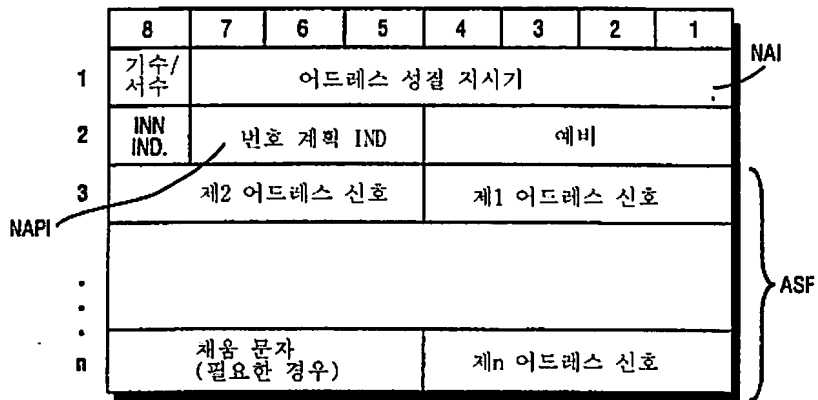 8 7 6 5 4 3 2 1
NAI
1 기수/서수 어드레스 성질 지시기
2 INN IND. 번호 계획 IND 예비
3 제2 어드레스 신호 제1 어드레스 신호
NAPI
ASF
n 채움 문자 (필요한 경우) 제n 어드레스 신호